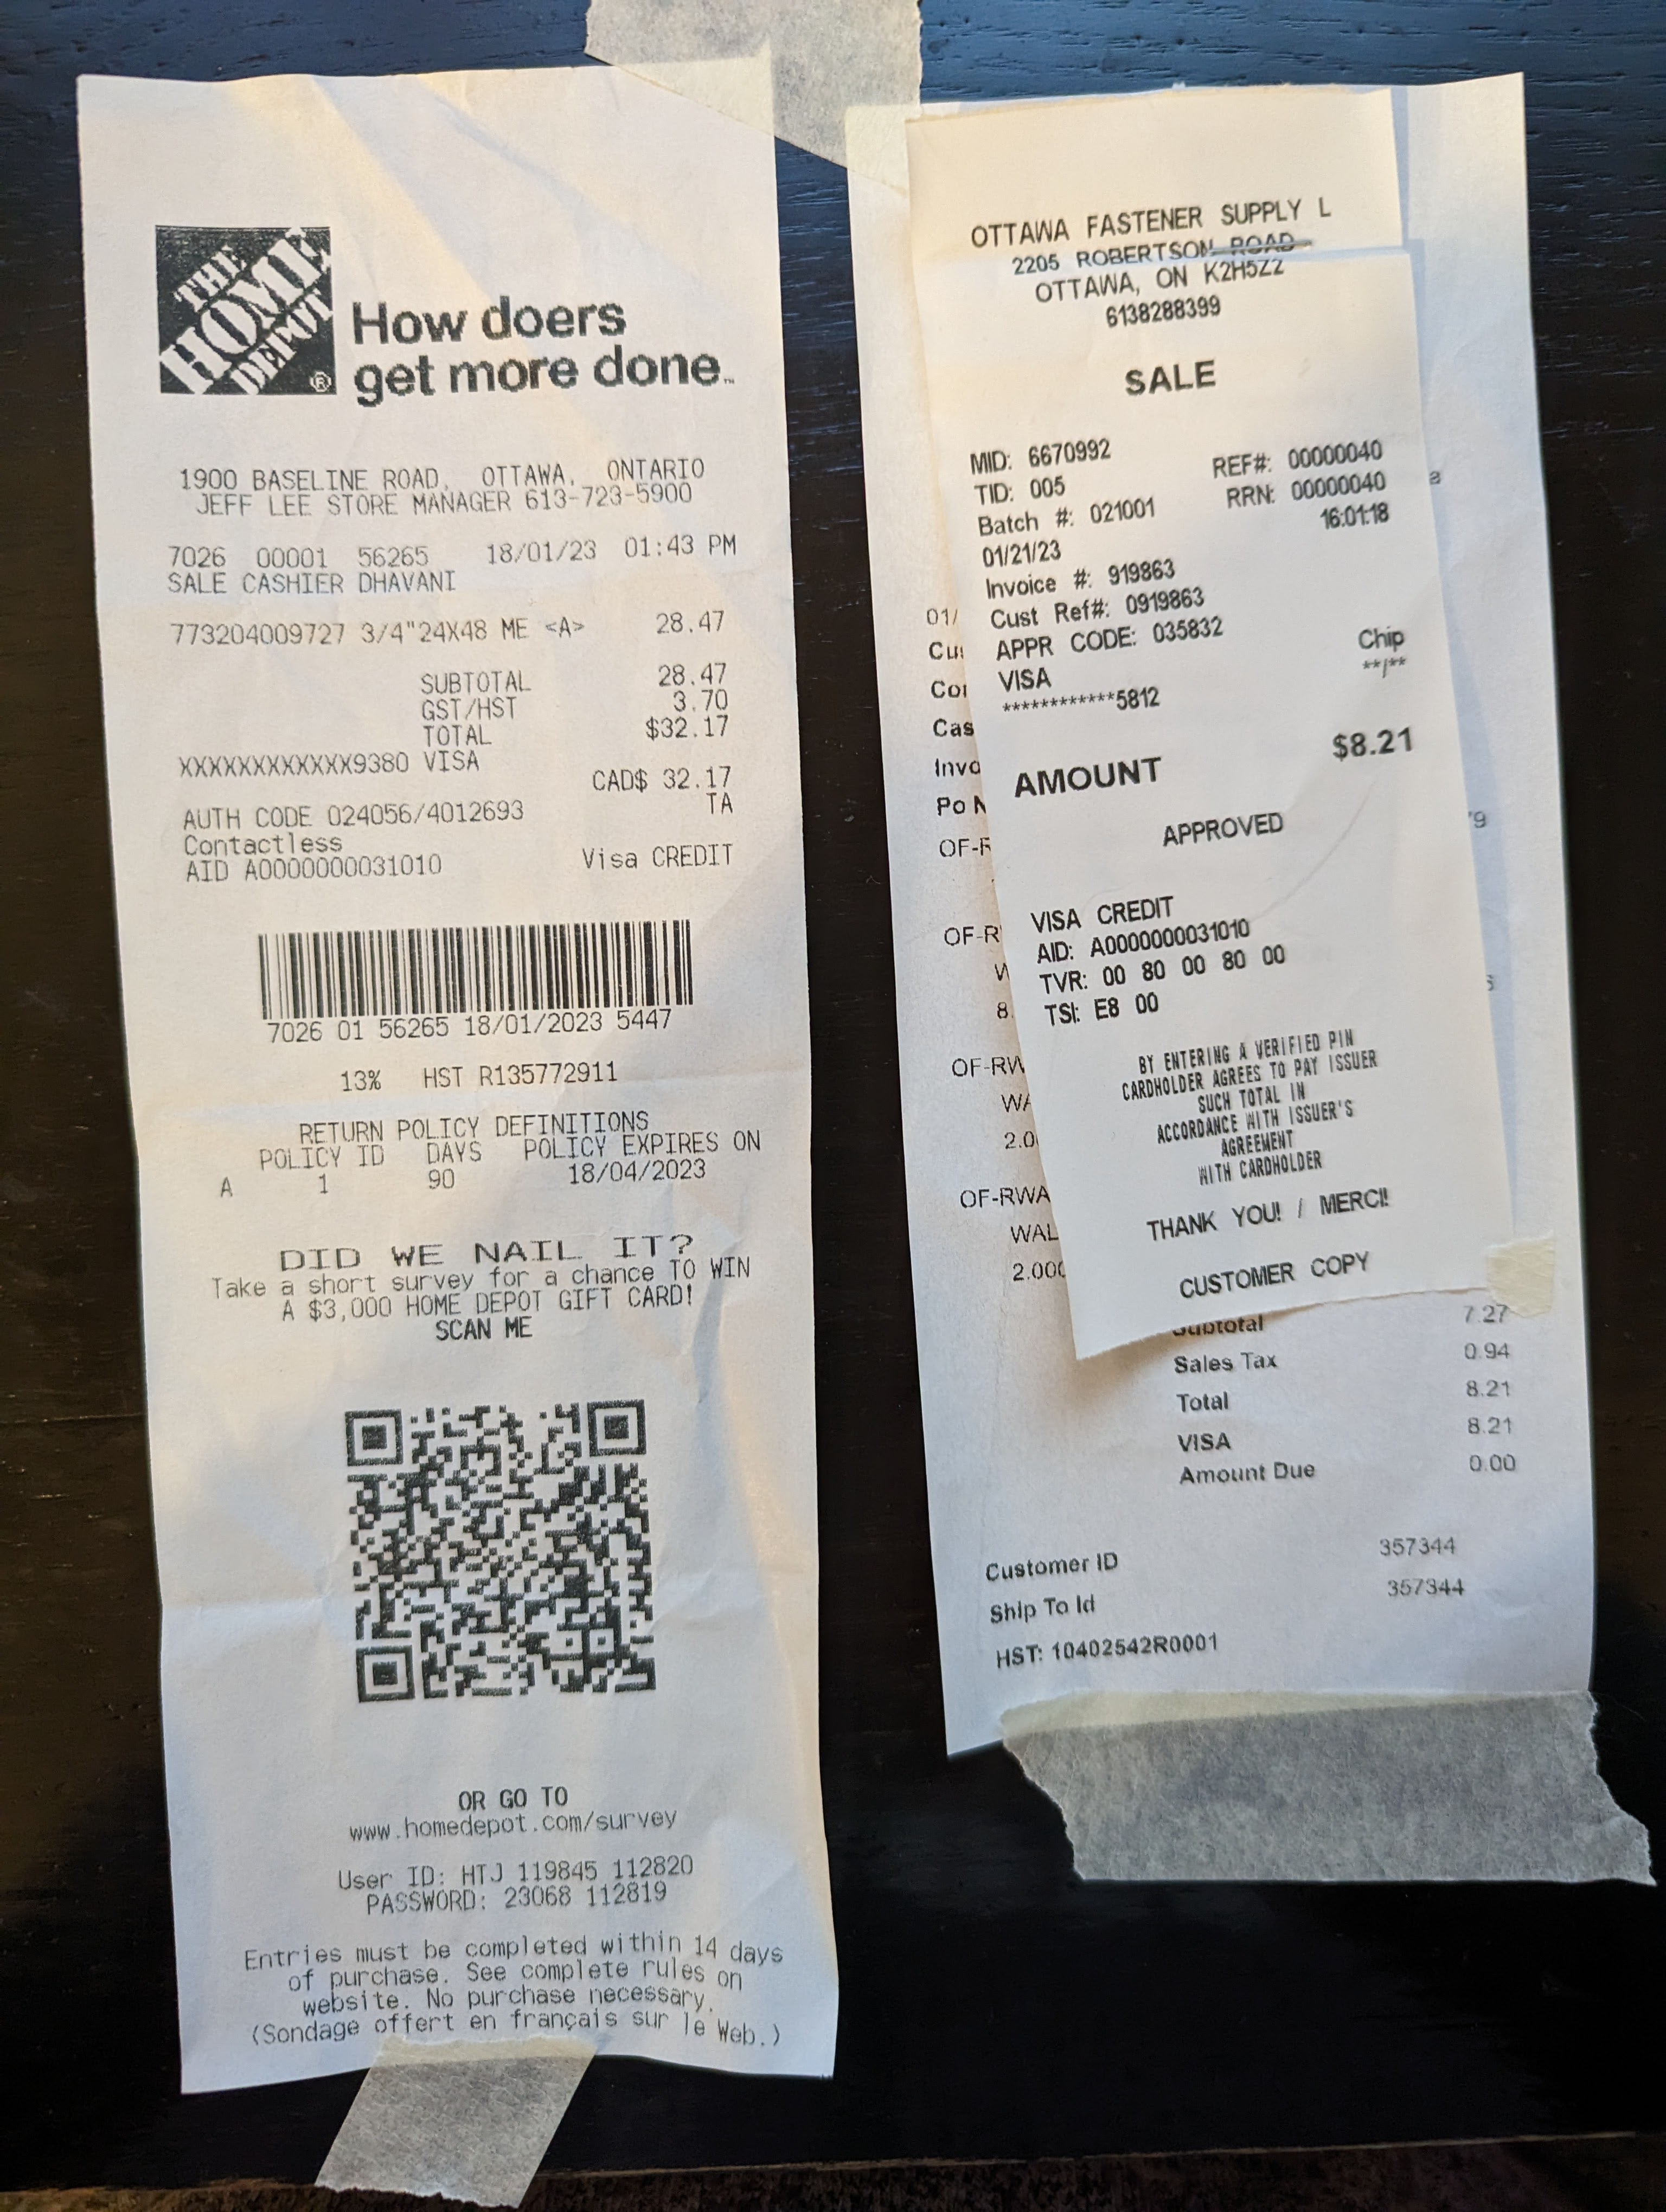 THE
HOME
DEPOT
®
How doers
get more done.™
1900 BASELINE ROAD, OTTAWA, ONTARIO
JEFF LEE STORE MANAGER 613-723-5900
7026 00001 56265 18/01/23 01:43 PM
SALE CASHIER DHAVANI
773204009727 3/4"24X48 ME <A> 28.47
SUBTOTAL 28.47
GST/HST 3.70
TOTAL $32.17
XXXXXXXXXXXX9380 VISA
CAD$ 32.17
AUTH CODE 024056/4012693 TA
Contactless
AID A0000000031010 Visa CREDIT
7026 01 56265 18/01/2023 5447
13% HST R135772911
RETURN POLICY DEFINITIONS
POLICY ID DAYS POLICY EXPIRES ON
A 1 90 18/04/2023
DID WE NAIL IT?
Take a short survey for a chance TO WIN
A $3,000 HOME DEPOT GIFT CARD!
SCAN ME
OR GO TO
www.homedepot.com/survey
User ID: HTJ 119845 112820
PASSWORD: 23068 112819
Entries must be completed within 14 days
of purchase. See complete rules on
website. No purchase necessary.
(Sondage offert en français sur le Web.)
OTTAWA FASTENER SUPPLY L
2205 ROBERTSON ROAD
OTTAWA, ON K2H5Z2
6138288399
SALE
MID: 6670992
TID: 005 REF#: 00000040
Batch #: 021001 RRN: 00000040
01/21/23 16:01:18
Invoice #: 919863
Cust Ref#: 0919863
APPR CODE: 035832
VISA Chip
************5812 **/**
AMOUNT $8.21
APPROVED
VISA CREDIT
AID: A0000000031010
TVR: 00 80 00 80 00
TSI: E8 00
BY ENTERING A VERIFIED PIN
CARDHOLDER AGREES TO PAY ISSUER
SUCH TOTAL IN
ACCORDANCE WITH ISSUER'S
AGREEMENT
WITH CARDHOLDER
THANK YOU! / MERCI!
CUSTOMER COPY
01/
Cas
Po
OF-R
OF-RW
2.0
OF-RWA
WAL
2.000
Subtotal 7.27
Sales Tax 0.94
Total 8.21
VISA 8.21
Amount Due 0.00
Customer ID 357344
Ship To Id 357344
HST: 10402542R0001